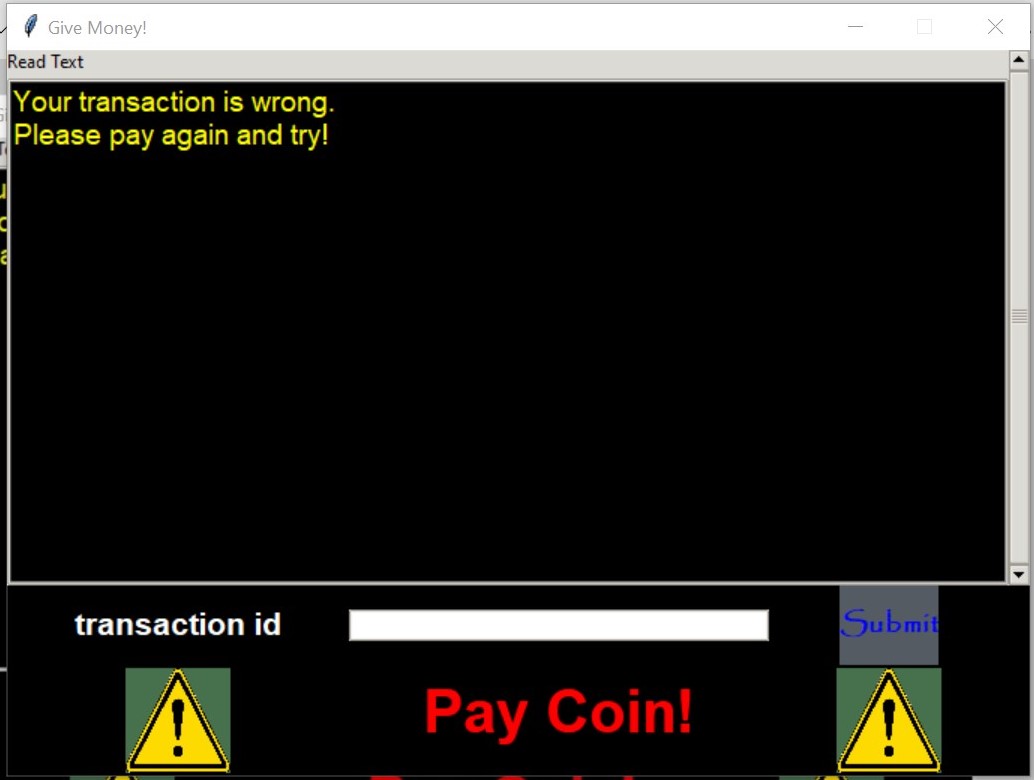 Give Money!
Read Text
Your transaction is wrong.
Please pay again and try!
transaction id
Submit
Pay Coin!